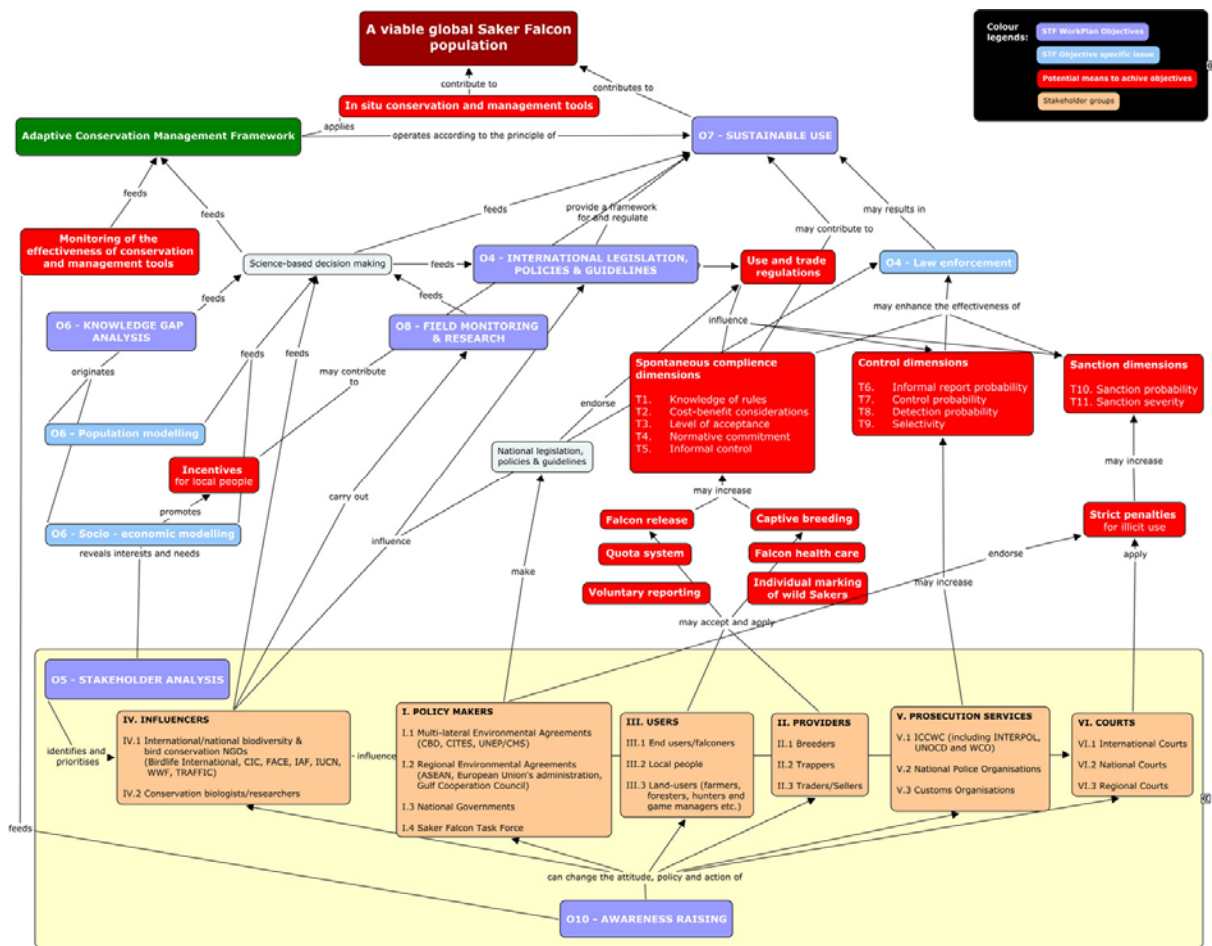 A viable global Saker Falcon
population
Colour
legends:
STF WorkPlan Objectives
STF Objective specific issue
Potential means to achive objectives
Stakeholder groups
contribute to
contributes to
In situ conservation and management tools
applies
Adaptive Conservation Management Framework
operates according to the principle of
O7 - SUSTAINABLE USE
feeds
feeds
feeds
provide a framework
for and regulate
may results in
may contribute to
Monitoring of the
effectiveness of conservation
and management tools
Science-based decision making
feeds
O4 - INTERNATIONAL LEGISLATION,
POLICIES & GUIDELINES
Use and trade
regulations
O4 - Law enforcement
feeds
feeds
may enhance the effectiveness of
influence
O6 - KNOWLEDGE GAP
ANALYSIS
O8 - FIELD MONITORING
& RESEARCH
originates
feeds
feeds
may contribute
to
endorse
Spontaneous complience
dimensions
T1. Knowledge of rules
T2. Cost-benefit considerations
T3. Level of acceptance
T4. Normative commitment
T5. Informal control
Control dimensions
T6. Informal report probability
T7. Control probability
T8. Detection probability
T9. Selectivity
Sanction dimensions
T10. Sanction probability
T11. Sanction severity
O6 - Population modelling
National legislation,
policies & guidelines
Incentives
for local people
may increase
may increase
carry out
promotes
Falcon release
Captive breeding
Strict penalties
for illicit use
O6 - Socio - economic modelling
reveals interests and needs
influence
Quota system
Falcon health care
endorse
apply
make
may increase
Voluntary reporting
Individual marking
of wild Sakers
may accept and apply
O5 - STAKEHOLDER ANALYSIS
identifies and
prioritises
IV. INFLUENCERS
IV.1 International/national biodiversity &
bird conservation NGOs
(Birdlife International, CIC, FACE, IAF, IUCN,
WWF, TRAFFIC)
IV.2 Conservation biologists/researchers
influence
I. POLICY MAKERS
I.1 Multi-lateral Environmental Agreements
(CBD, CITES, UNEP/CMS)
I.2 Regional Environmental Agreements
(ASEAN, European Union's administration,
Gulf Cooperation Council)
I.3 National Governments
I.4 Saker Falcon Task Force
III. USERS
III.1 End users/falconers
III.2 Local people
III.3 Land-users (farmers,
foresters, hunters and
game managers etc.)
II. PROVIDERS
II.1 Breeders
II.2 Trappers
II.3 Traders/Sellers
V. PROSECUTION SERVICES
V.1 ICCWC (including INTERPOL,
UNOCD and WCO)
V.2 National Police Organisations
V.3 Customs Organisations
VI. COURTS
VI.1 International Courts
VI.2 National Courts
VI.3 Regional Courts
feeds
can change the attitude, policy and action of
O10 - AWARENESS RAISING